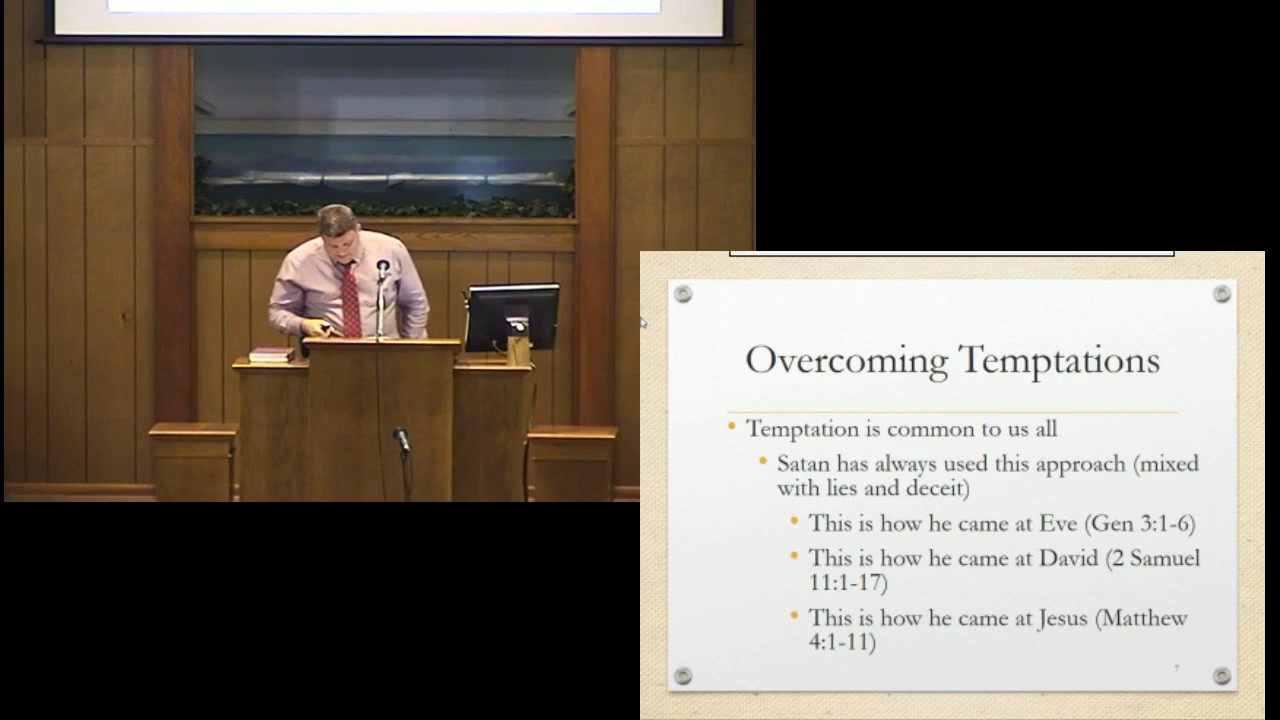 Overcoming Temptations
• Temptation is common to us all
• Satan has always used this approach (mixed
with lies and deceit)
• This is how he came at Eve (Gen 3:1-6)
• This is how he came at David (2 Samuel
11:1-17)
• This is how he came at Jesus (Matthew
4:1-11)